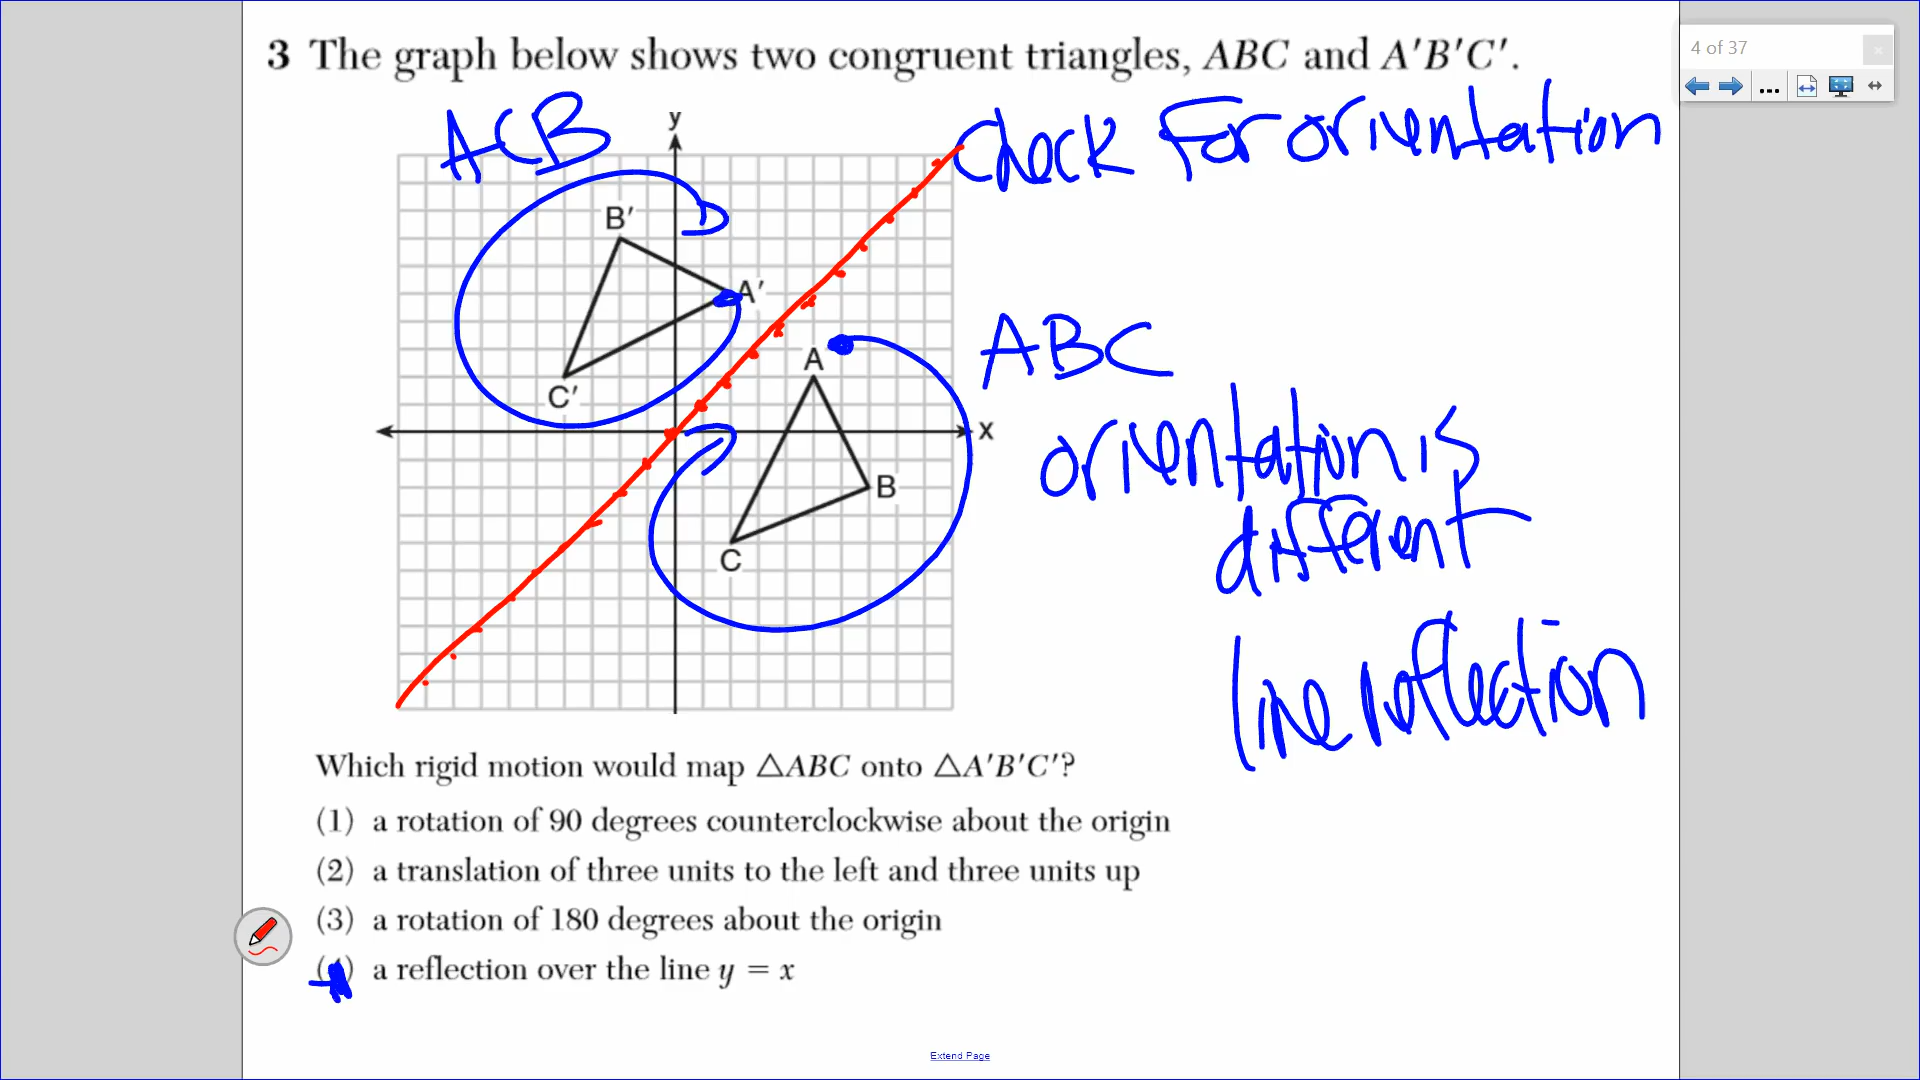 3 The graph below shows two congruent triangles, ABC and A′B′C′.
4 of 37
ACB
y
Check For orientation
B′
A′
C′
A
ABC
x
orientation is
B
different
C
line reflection
Which rigid motion would map △ABC onto △A′B′C′?
(1) a rotation of 90 degrees counterclockwise about the origin
(2) a translation of three units to the left and three units up
(3) a rotation of 180 degrees about the origin
(4) a reflection over the line y = x
Extend Page